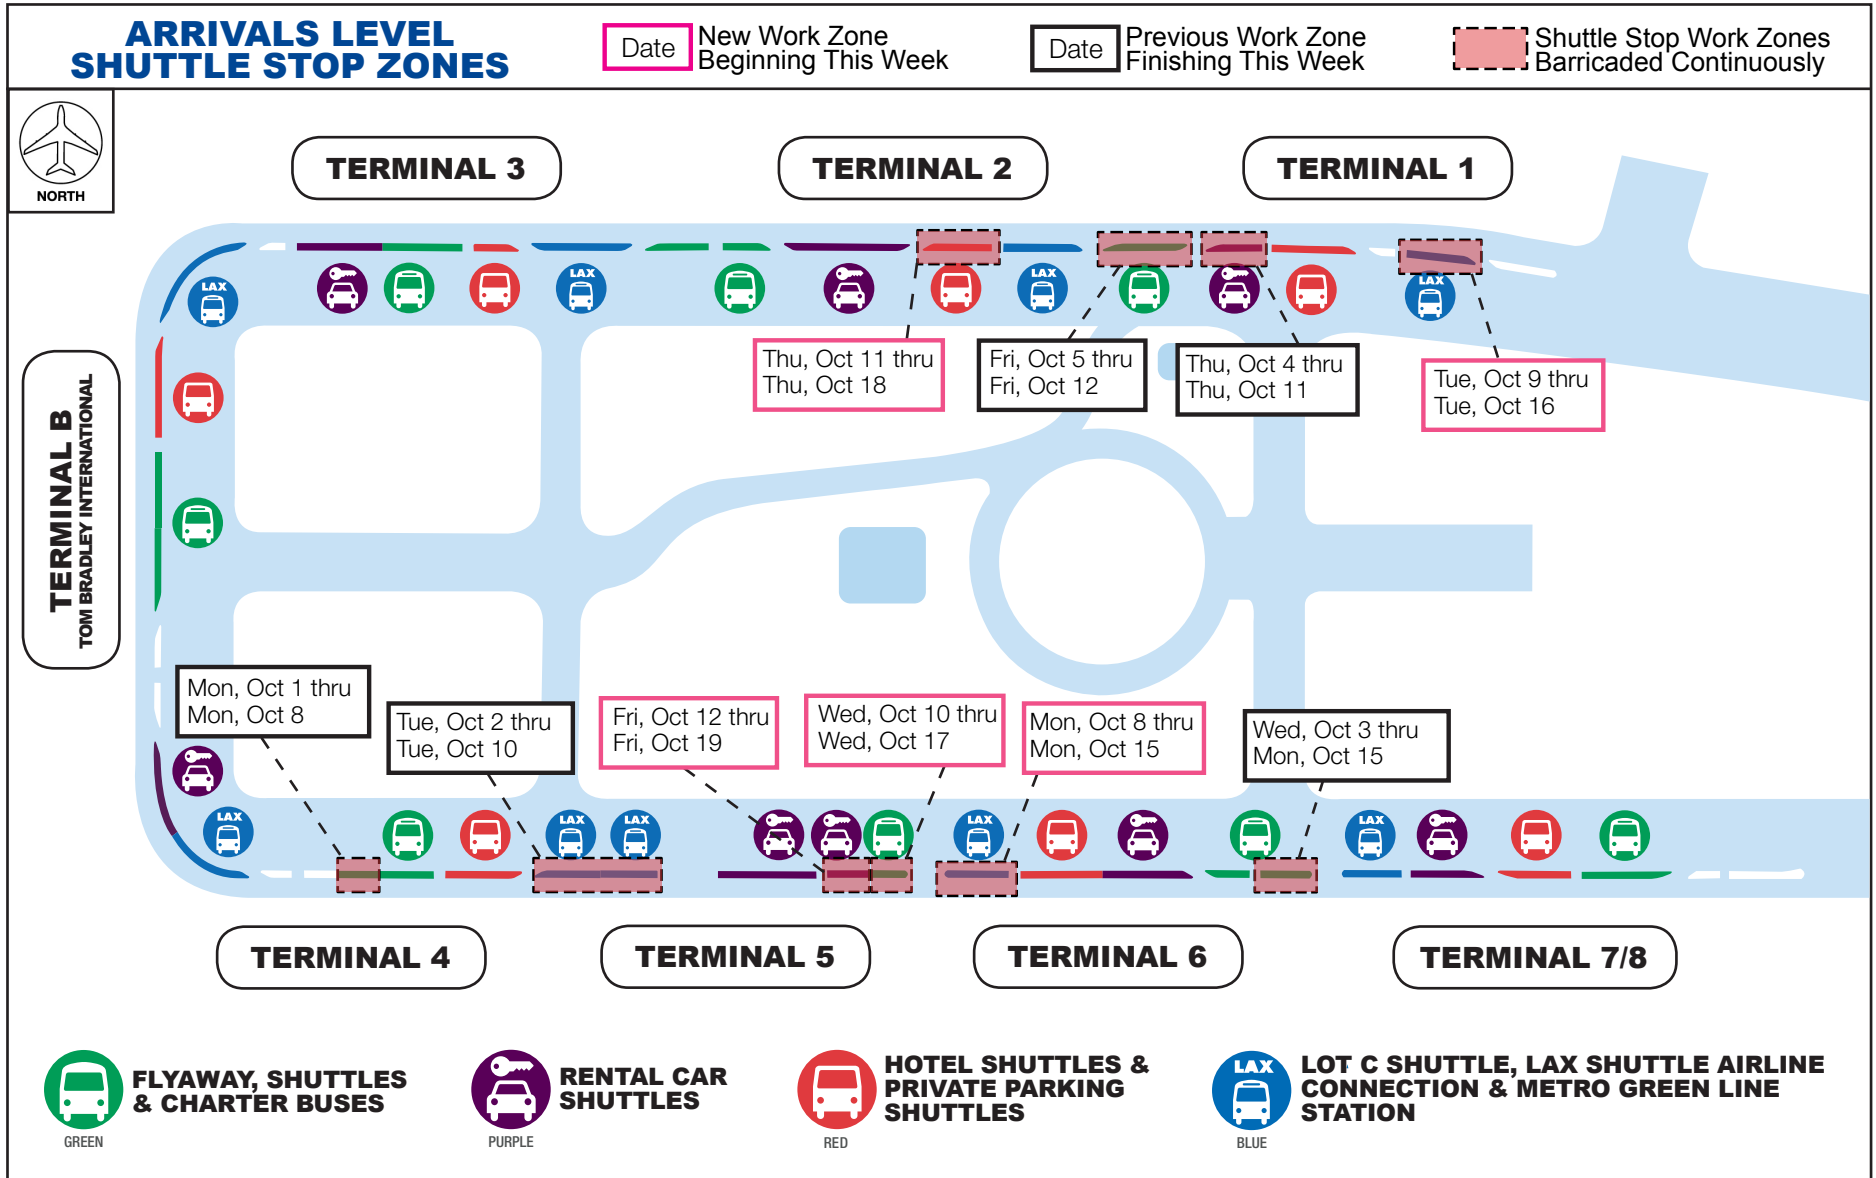 ARRIVALS LEVEL
SHUTTLE STOP ZONES
Date
New Work Zone
Beginning This Week
Date
Previous Work Zone
Finishing This Week
Shuttle Stop Work Zones
Barricaded Continuously
NORTH
TERMINAL 3
TERMINAL 2
TERMINAL 1
LAX
LAX
LAX
LAX
Thu, Oct 11 thru
Thu, Oct 18
Fri, Oct 5 thru
Fri, Oct 12
Thu, Oct 4 thru
Thu, Oct 11
Tue, Oct 9 thru
Tue, Oct 16
TERMINAL B
TOM BRADLEY INTERNATIONAL
Mon, Oct 1 thru
Mon, Oct 8
Tue, Oct 2 thru
Tue, Oct 10
Fri, Oct 12 thru
Fri, Oct 19
Wed, Oct 10 thru
Wed, Oct 17
Mon, Oct 8 thru
Mon, Oct 15
Wed, Oct 3 thru
Mon, Oct 15
LAX
LAX
LAX
LAX
LAX
TERMINAL 4
TERMINAL 5
TERMINAL 6
TERMINAL 7/8
FLYAWAY, SHUTTLES
& CHARTER BUSES
GREEN
RENTAL CAR
SHUTTLES
PURPLE
HOTEL SHUTTLES &
PRIVATE PARKING
SHUTTLES
RED
LAX
LOT C SHUTTLE, LAX SHUTTLE AIRLINE
CONNECTION & METRO GREEN LINE
STATION
BLUE